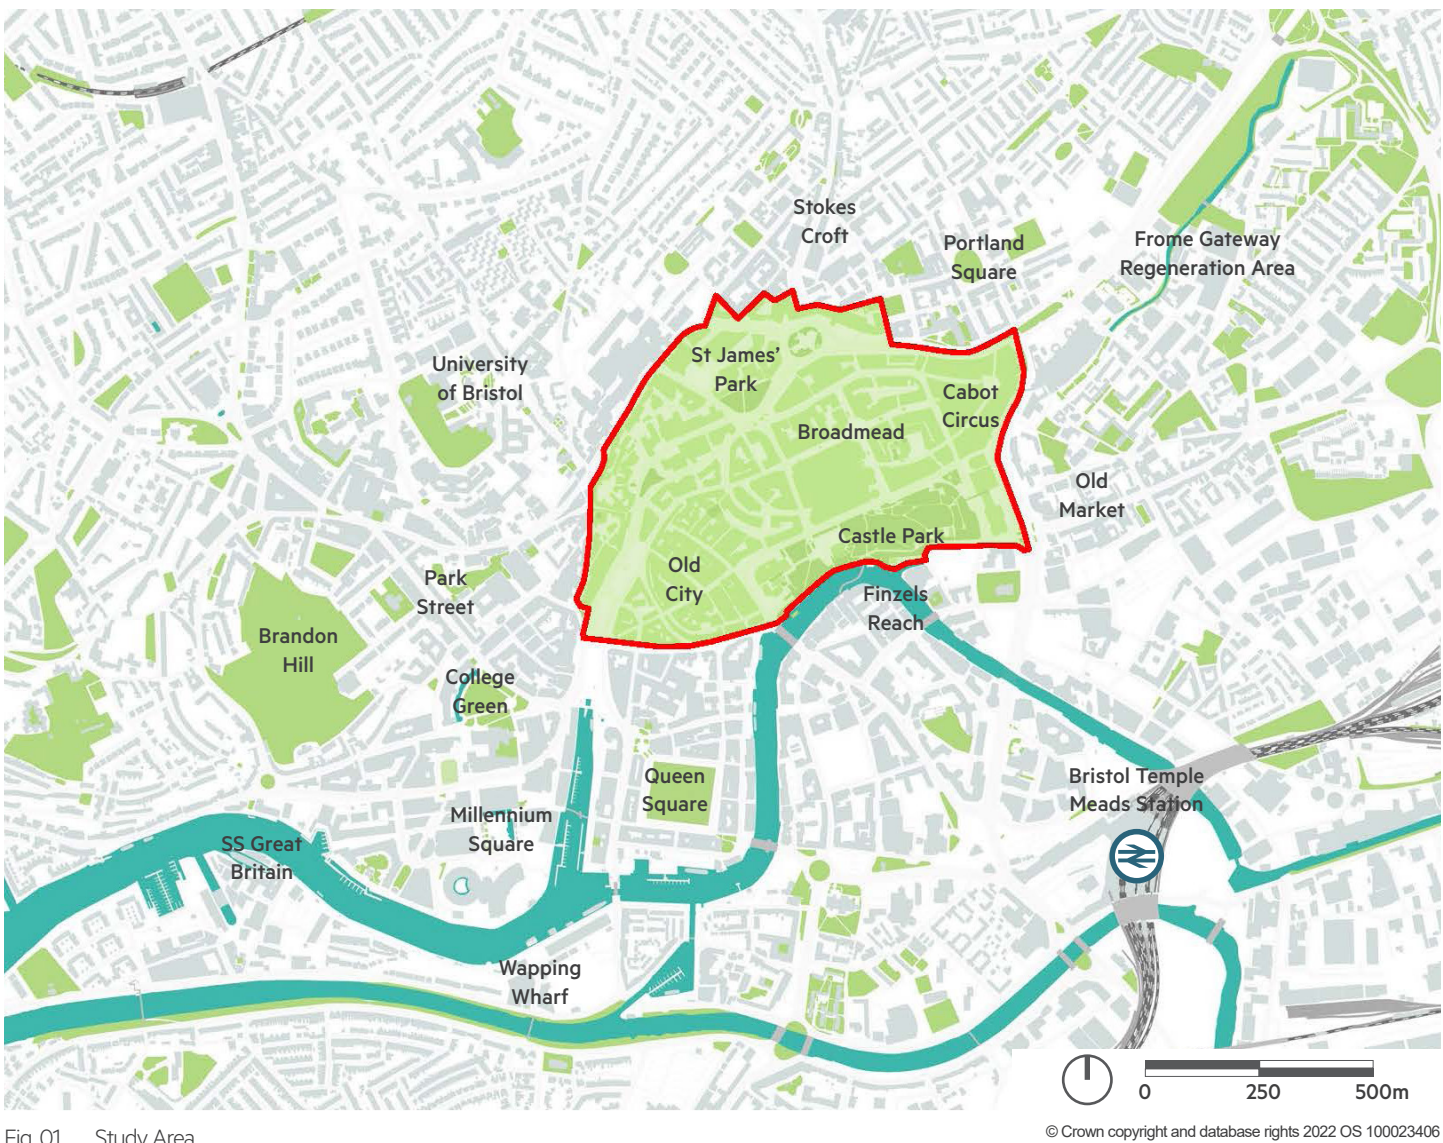 Stokes
Croft
Portland
Square
Frome Gateway
Regeneration Area
St James'
Park
University
of Bristol
Cabot
Circus
Broadmead
Old
Market
Castle Park
Old
City
Park
Street
Finzels
Reach
Brandon
Hill
College
Green
Queen
Square
Bristol Temple
Meads Station
Millennium
Square
SS Great
Britain
Wapping
Wharf
0 250 500m
Fig. 01 Study Area
© Crown copyright and database rights 2022 OS 100023406